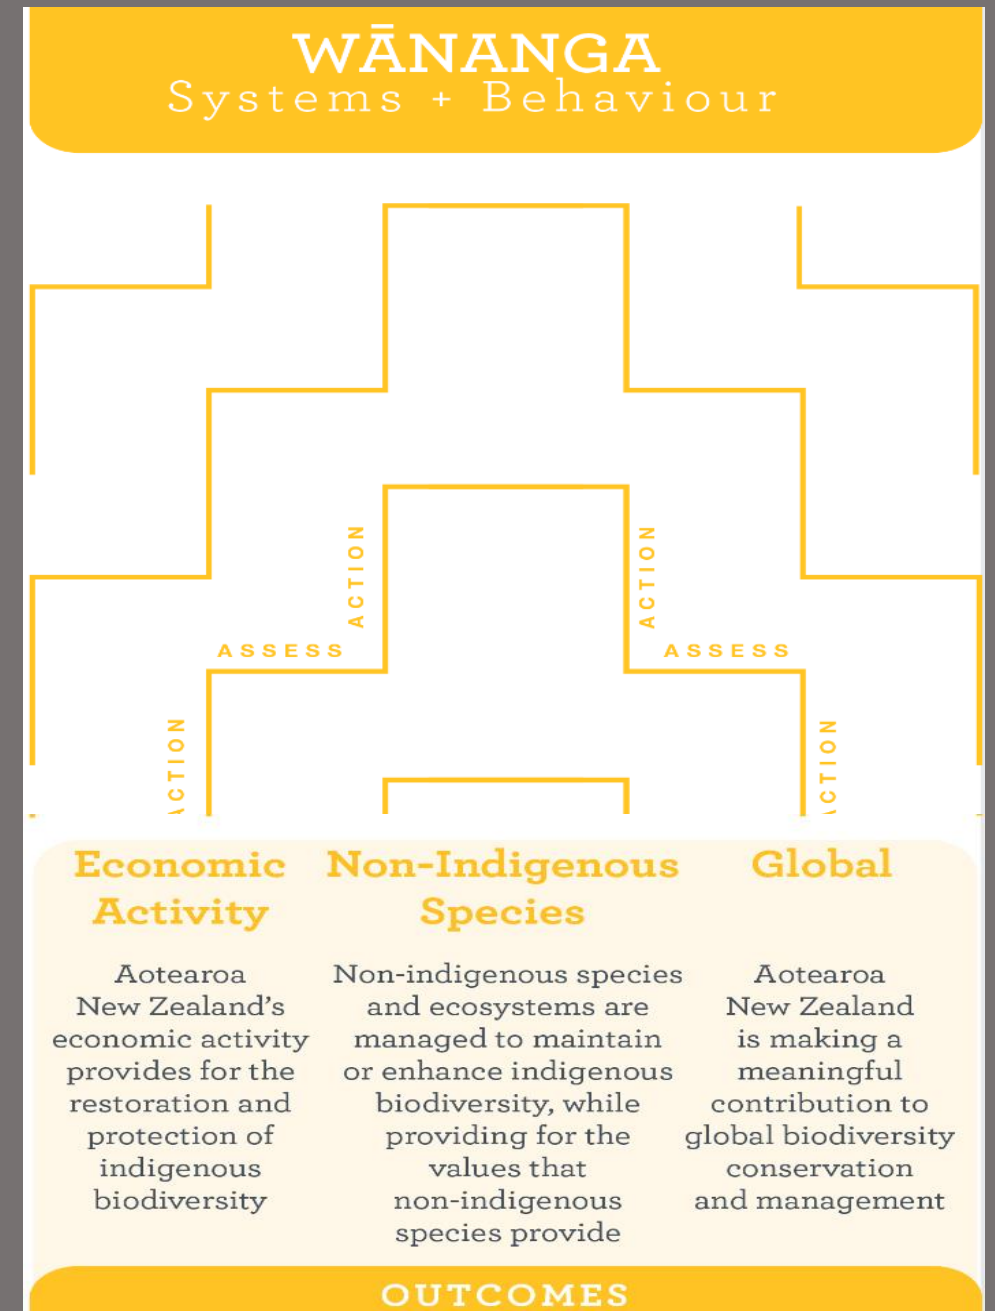 WĀNANGA
Systems + Behaviour
ACTION
ACTION
ASSESS
ASSESS
ACTION
ACTION
Economic
Activity
Aotearoa
New Zealand’s
economic activity
provides for the
restoration and
protection of
indigenous
biodiversity
Non-Indigenous
Species
Non-indigenous species
and ecosystems are
managed to maintain
or enhance indigenous
biodiversity, while
providing for the
values that
non-indigenous
species provide
Global
Aotearoa
New Zealand
is making a
meaningful
contribution to
global biodiversity
conservation
and management
OUTCOMES